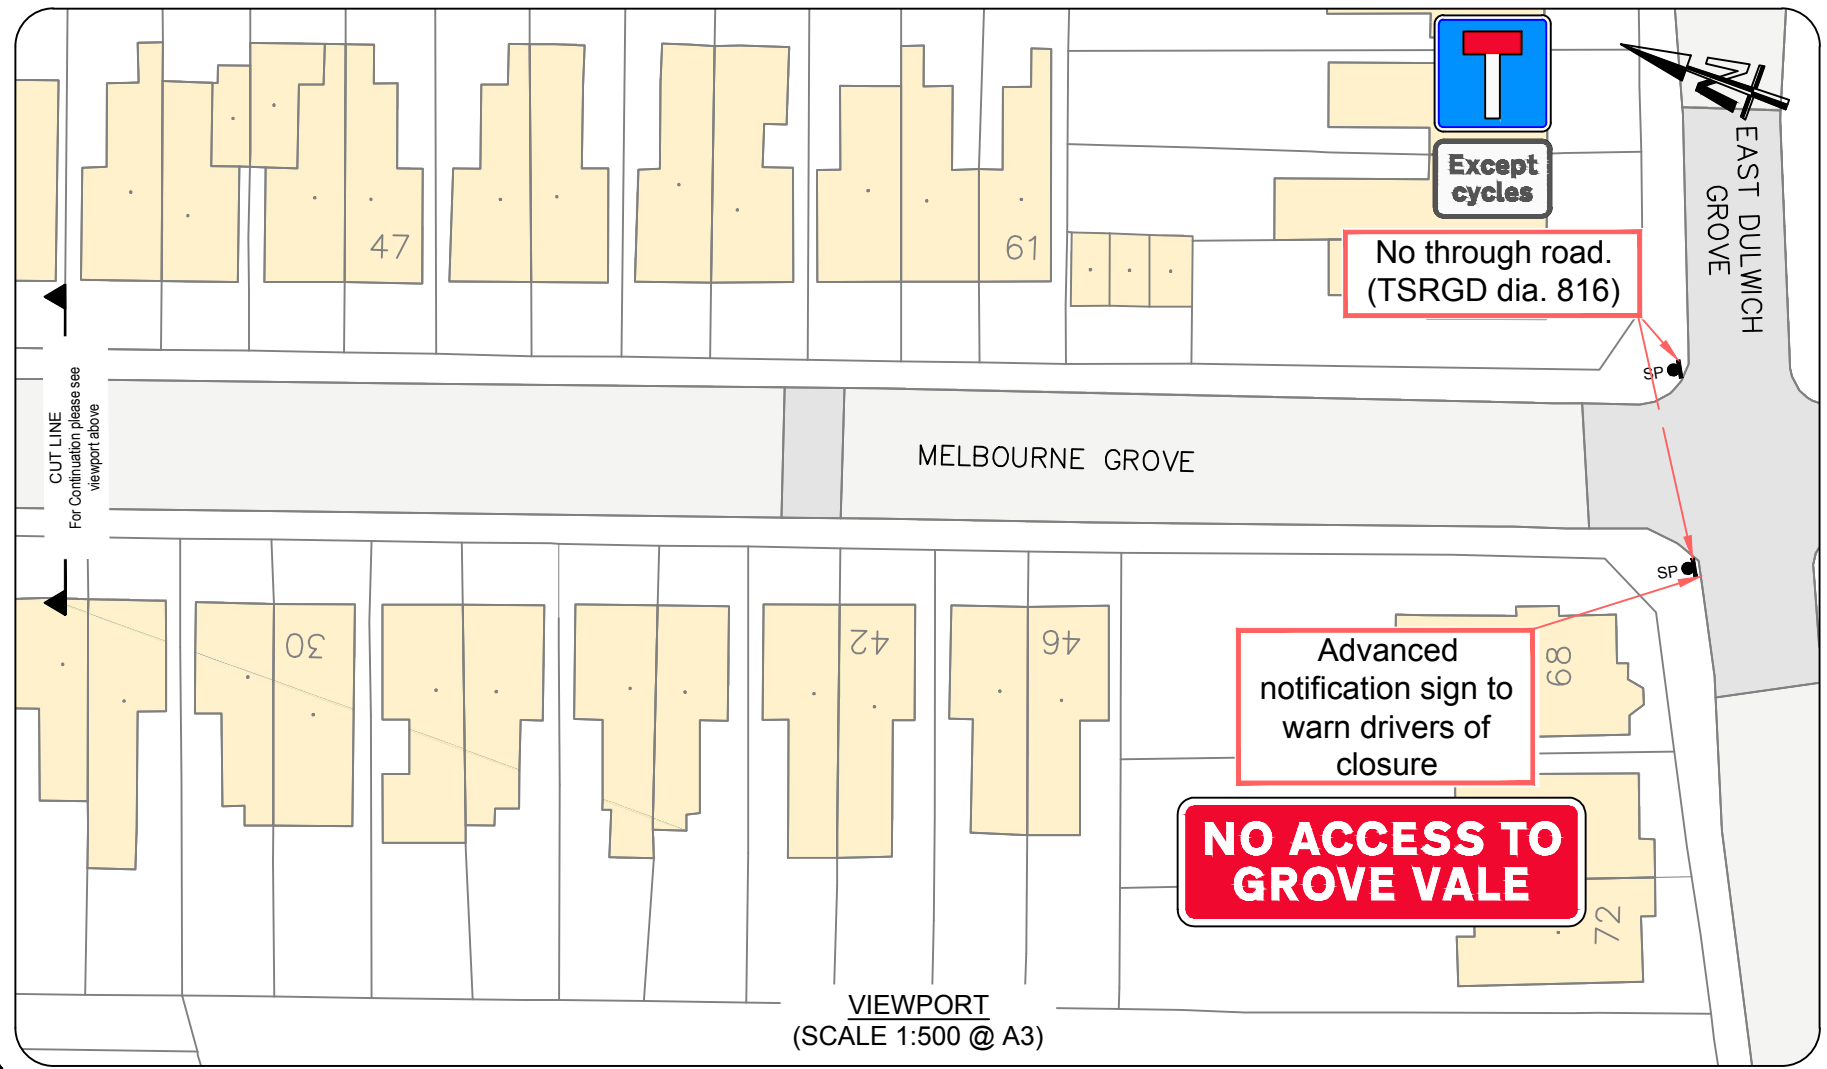 N
EAST DULWICH
GROVE
Except
cycles
No through road.
(TSRGD dia. 816)
47
61
SP
CUT LINE
For Continuation please see
viewport above
MELBOURNE GROVE
SP
30
42
46
68
Advanced
notification sign to
warn drivers of
closure
NO ACCESS TO
GROVE VALE
72
VIEWPORT
(SCALE 1:500 @ A3)